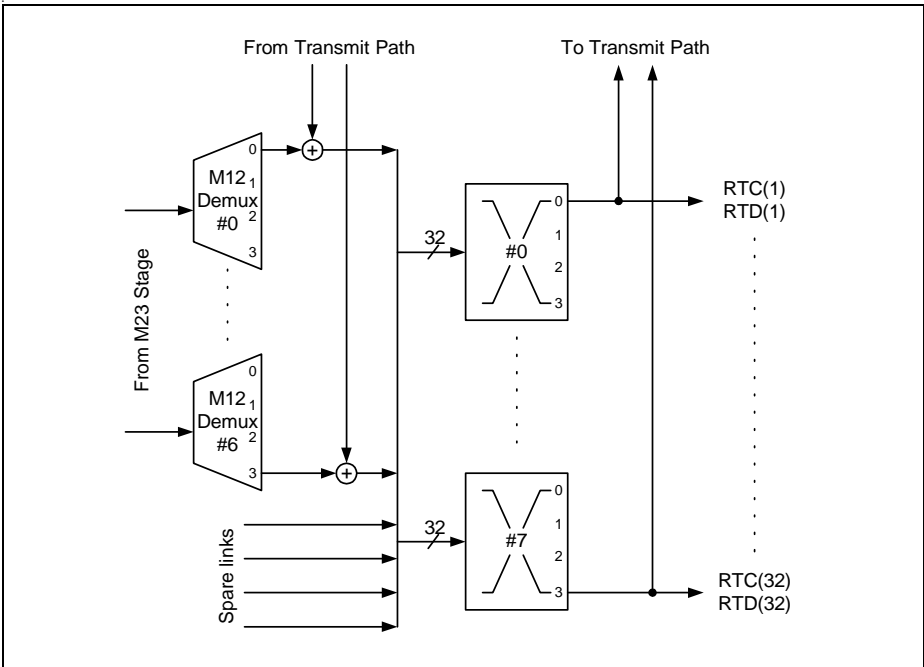 From Transmit Path
To Transmit Path
M12
Demux
#0
0
1
2
3
From M23 Stage
M12
Demux
#6
0
1
2
3
Spare links
32
#0
0
1
2
3
32
#7
0
1
2
3
RTC(1)
RTD(1)
RTC(32)
RTD(32)